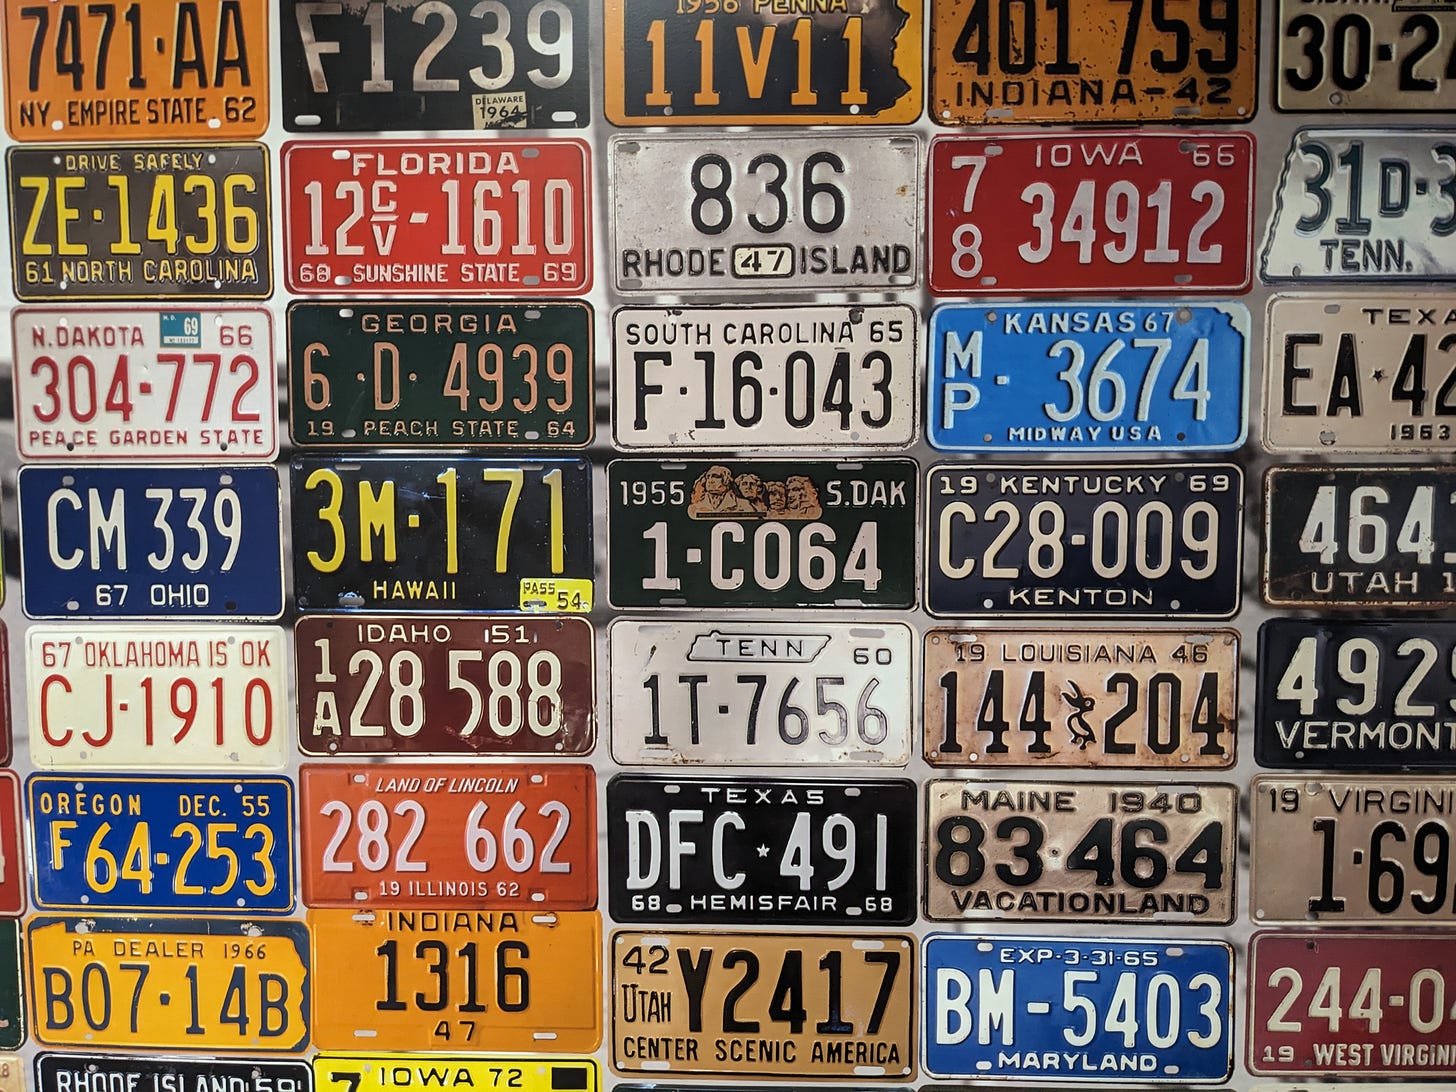 7471·AA
NY EMPIRE STATE 62
F1239
DELAWARE
1964
1956 PENNA
11V11
401 759
INDIANA-42
30-2
DRIVE SAFELY
ZE·1436
61 NORTH CAROLINA
FLORIDA
12 C/V - 1610
68 SUNSHINE STATE 69
836
RHODE 47 ISLAND
IOWA 66
78 34912
31D·3
TENN.
N.DAKOTA N.D. 69 66
304-772
PEACE GARDEN STATE
GEORGIA
6·D·4939
19 PEACH STATE 64
SOUTH CAROLINA 65
F·16·043
KANSAS 67
MP·3674
MIDWAY USA
TEXA
EA·42
1963
CM 339
67 OHIO
3M·171
HAWAII
PASS 54
1955 S.DAK
1-C064
19 KENTUCKY 69
C28-009
KENTON
464
UTAH 1
67 OKLAHOMA IS OK
CJ-1910
IDAHO 51
1A28 588
TENN
60
1T·7656
19 LOUISIANA 46
144 204
4929
VERMONT
OREGON DEC. 55
F64-253
LAND OF LINCOLN
282 662
19 ILLINOIS 62
TEXAS
DFC·491
68 HEMISFAIR 68
MAINE 1940
83·464
VACATIONLAND
19 VIRGIN
1·69
PA DEALER 1966
B07·14B
INDIANA
1316
47
42 UTAH Y2417
CENTER SCENIC AMERICA
EXP-3-31-65
BM-5403
MARYLAND
244-0
19 WEST VIRGIN
RHODE ISLAND 59
7 IOWA 72